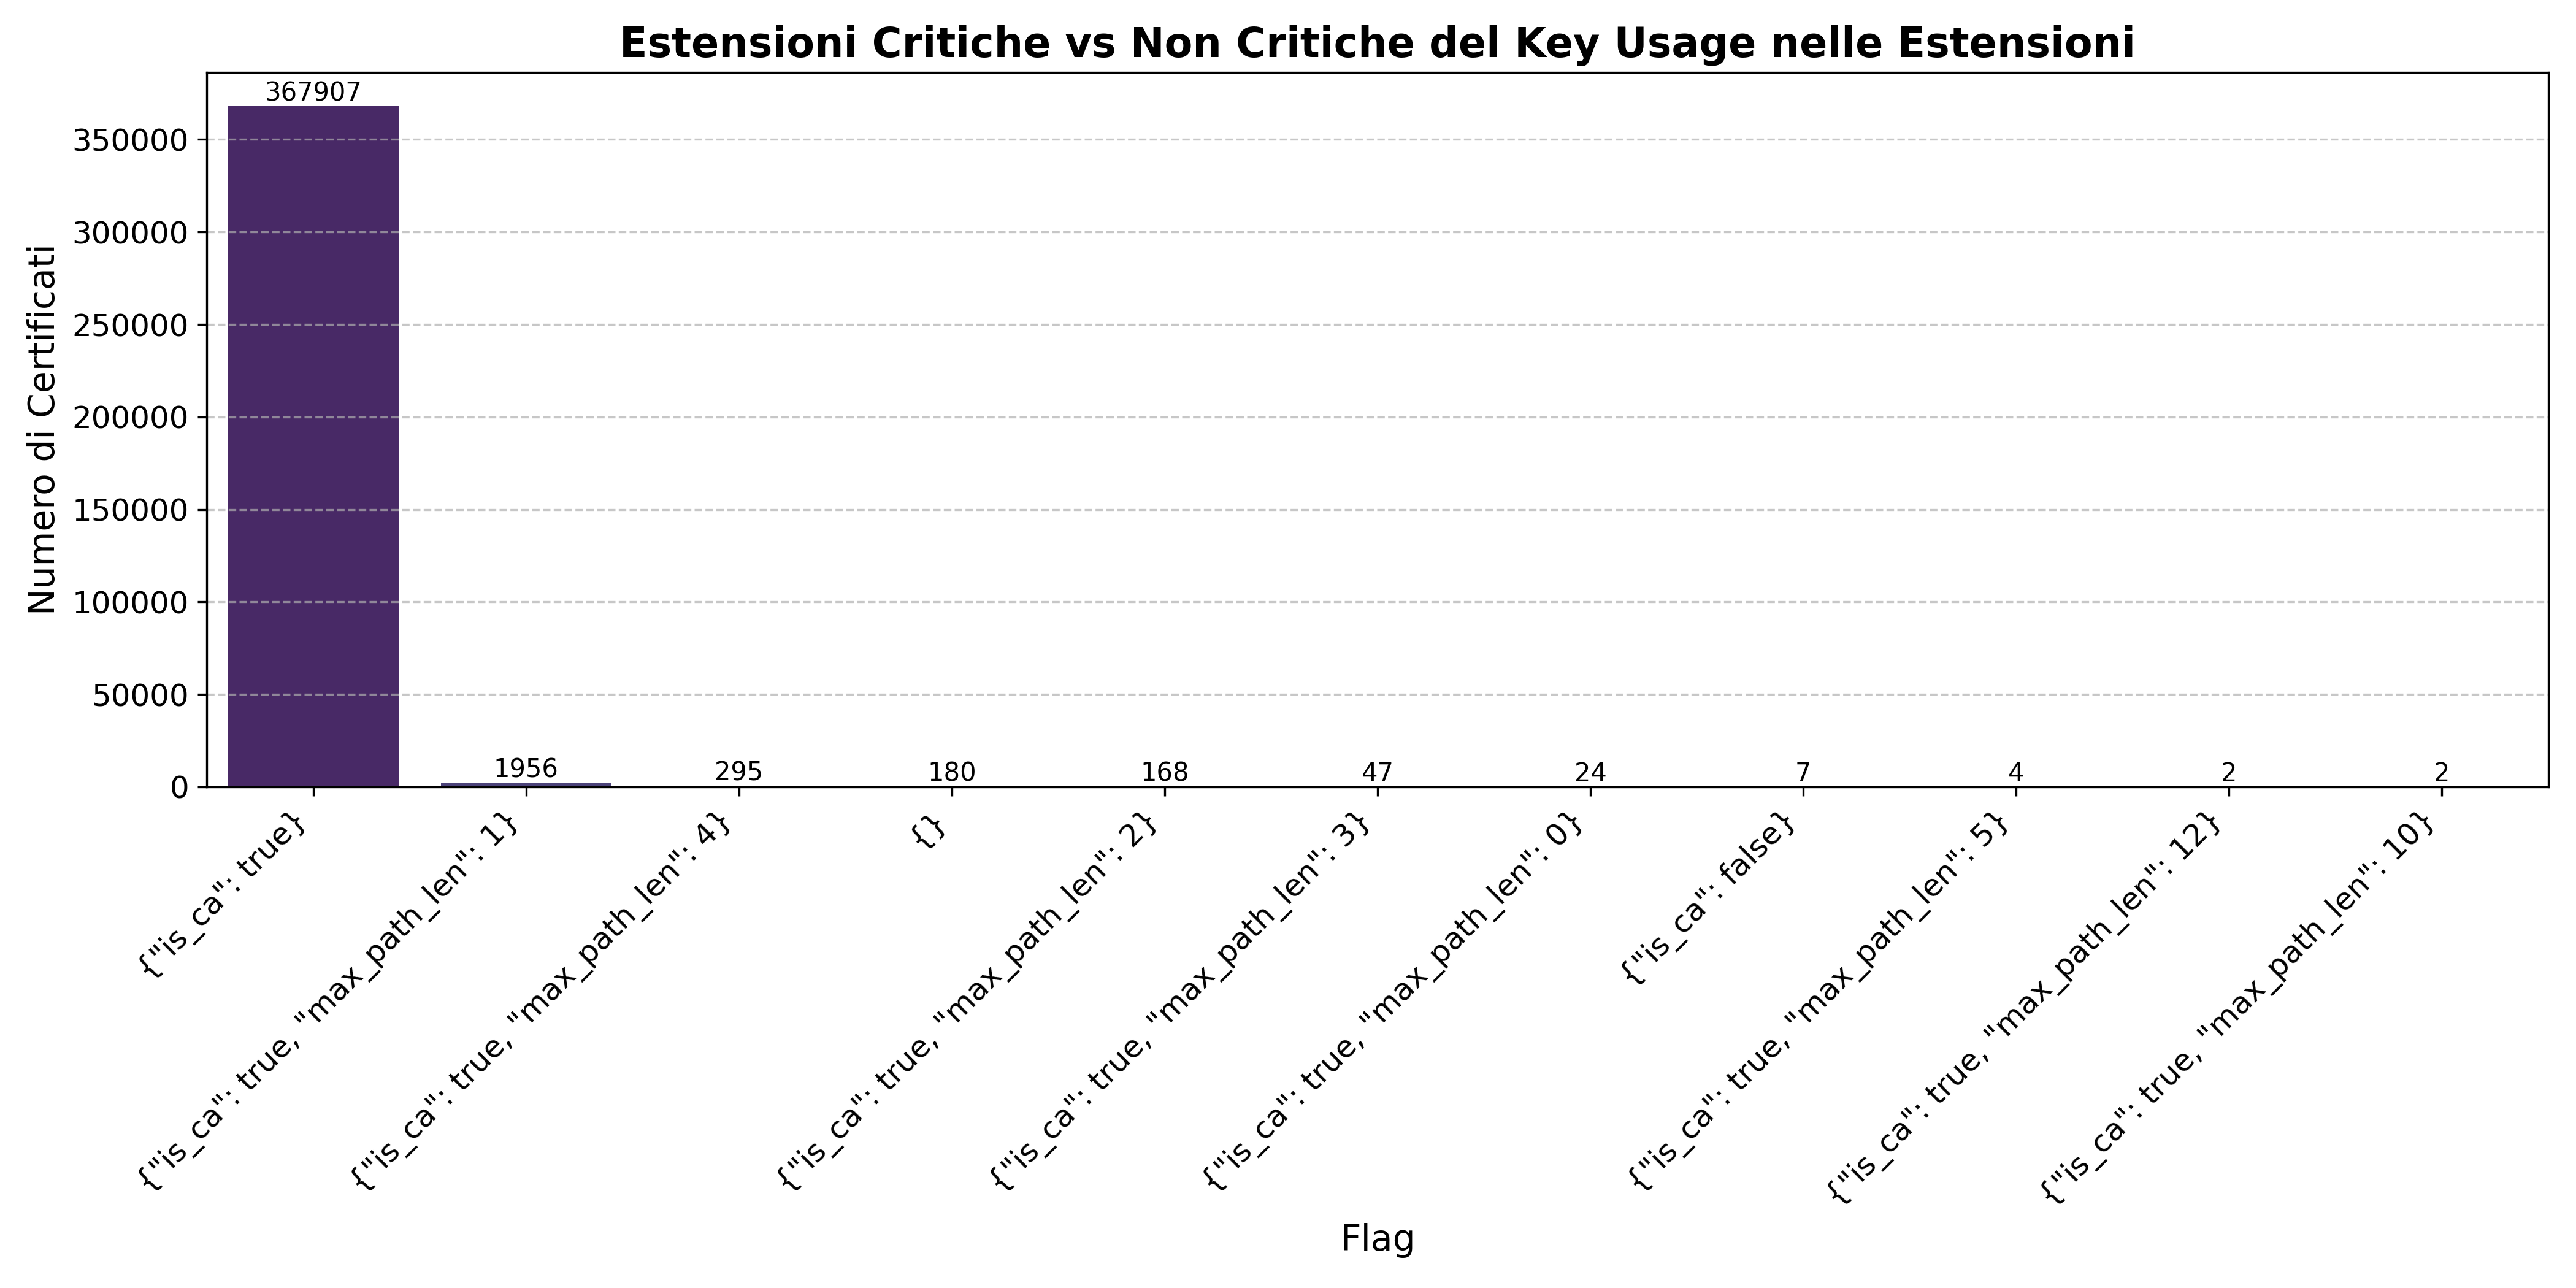 Estensioni Critiche vs Non Critiche del Key Usage nelle Estensioni
Numero di Certificati
350000
300000
250000
200000
150000
100000
50000
0
367907
1956
295
180
168
47
24
7
4
2
2
{"is_ca": true}
{"is_ca": true, "max_path_len": 1}
{"is_ca": true, "max_path_len": 4}
{}
{"is_ca": true, "max_path_len": 2}
{"is_ca": true, "max_path_len": 3}
{"is_ca": true, "max_path_len": 0}
{"is_ca": false}
{"is_ca": true, "max_path_len": 5}
{"is_ca": true, "max_path_len": 12}
{"is_ca": true, "max_path_len": 10}
Flag